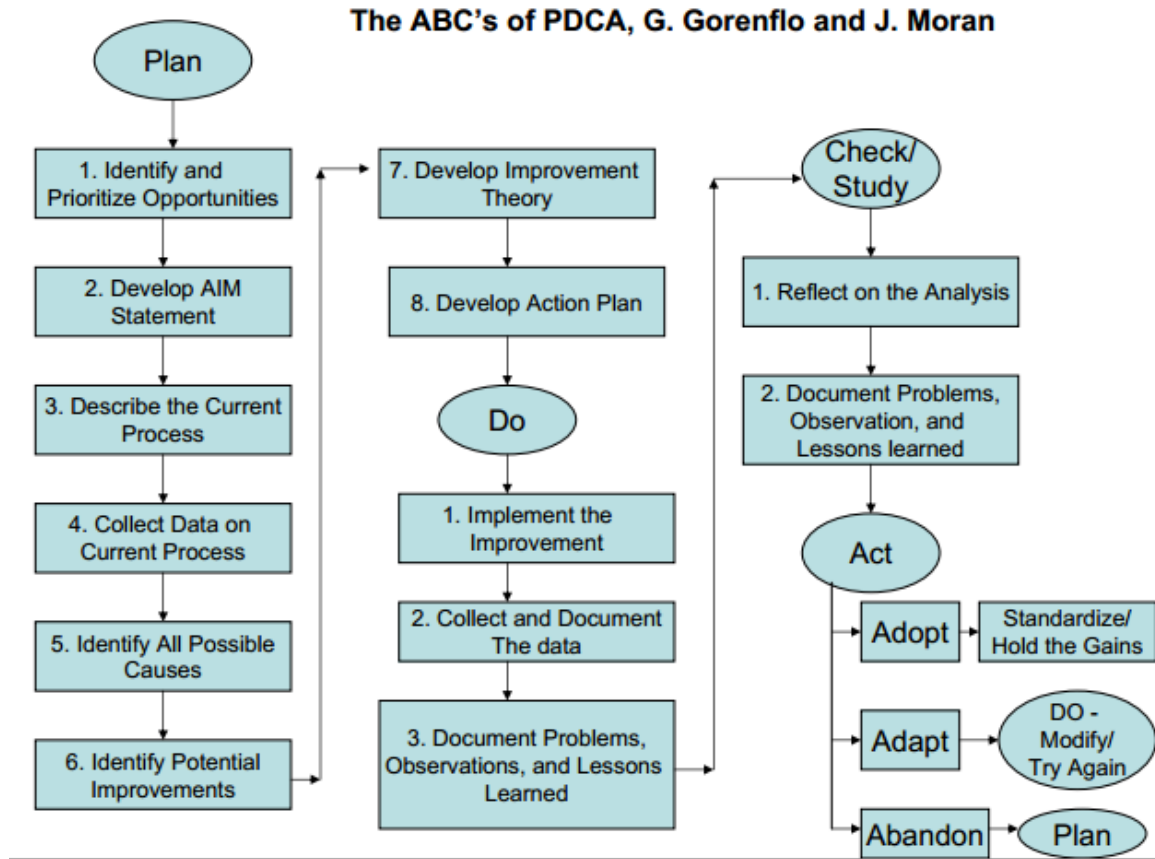 The ABC's of PDCA, G. Gorenflo and J. Moran
Plan
1. Identify and
Prioritize Opportunities
2. Develop AIM
Statement
3. Describe the Current
Process
4. Collect Data on
Current Process
5. Identify All Possible
Causes
6. Identify Potential
Improvements
7. Develop Improvement
Theory
8. Develop Action Plan
Do
1. Implement the
Improvement
2. Collect and Document
The data
3. Document Problems,
Observations, and Lessons
Learned
Check/
Study
1. Reflect on the Analysis
2. Document Problems,
Observation, and
Lessons learned
Act
Adopt
Standardize/
Hold the Gains
Adapt
DO -
Modify/
Try Again
Abandon
Plan